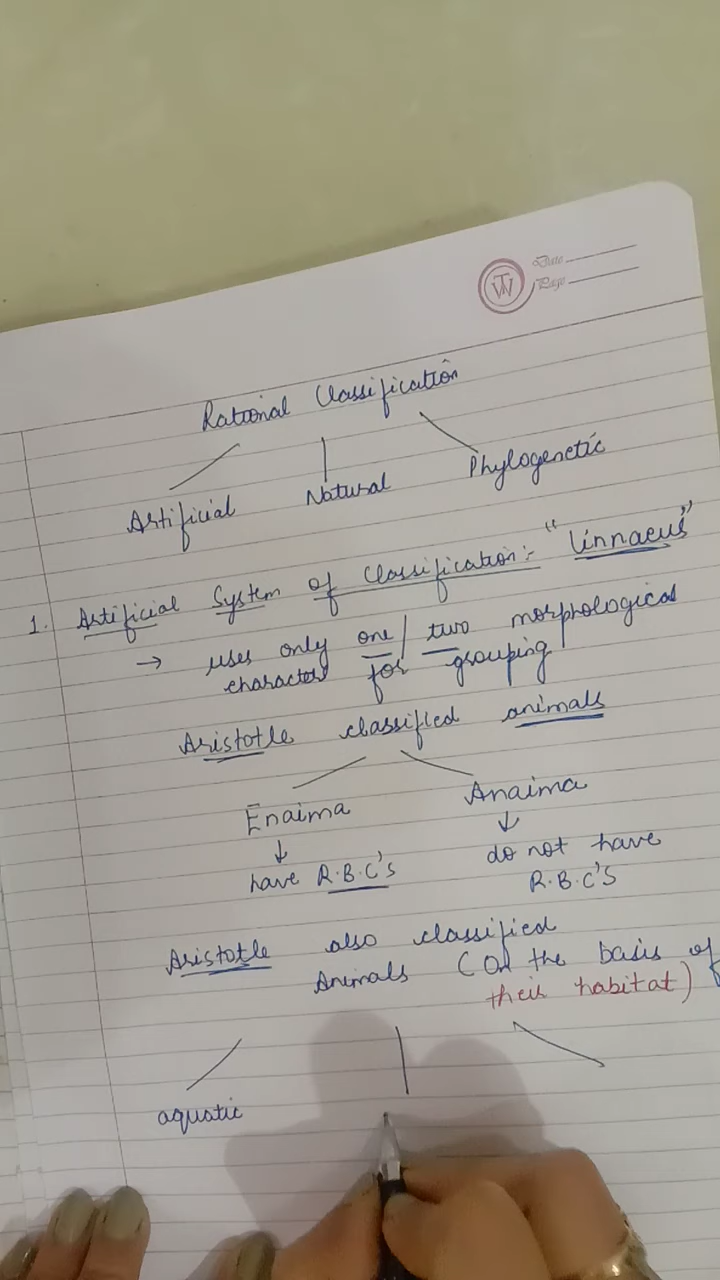 Date
Page
Rational Classification
Artificial Natural Phylogenetic
1. Artificial System of Classification:- "Linnaeus"
→ uses only one/two morphological
characters for grouping
Aristotle classified animals
Enaima Anaima
↓ ↓
have R.B.C's do not have
R.B.C'S
Aristotle also classified
Animals (On the basis of
their habitat)
aquatic